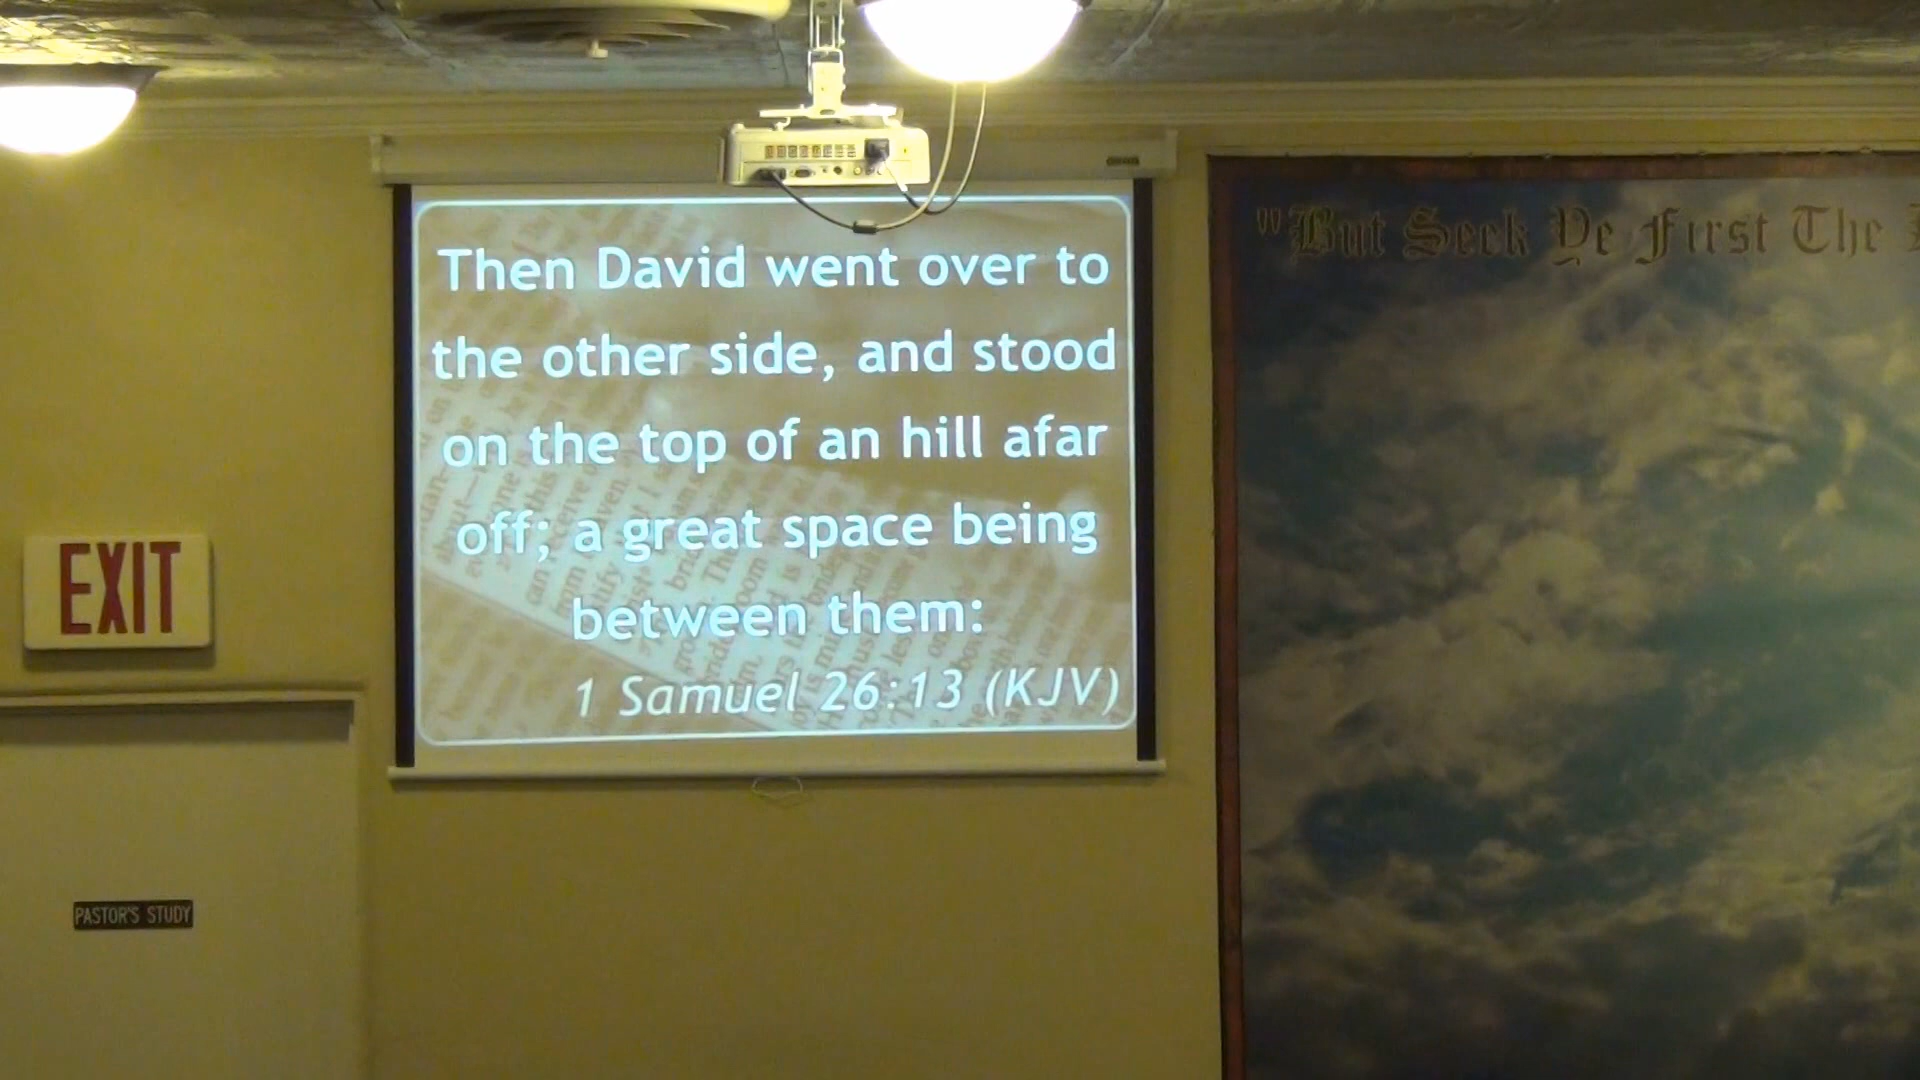 "But Seek Ye First The
Then David went over to
the other side, and stood
on the top of an hill afar
off; a great space being
between them:
1 Samuel 26:13 (KJV)
EXIT
PASTOR'S STUDY